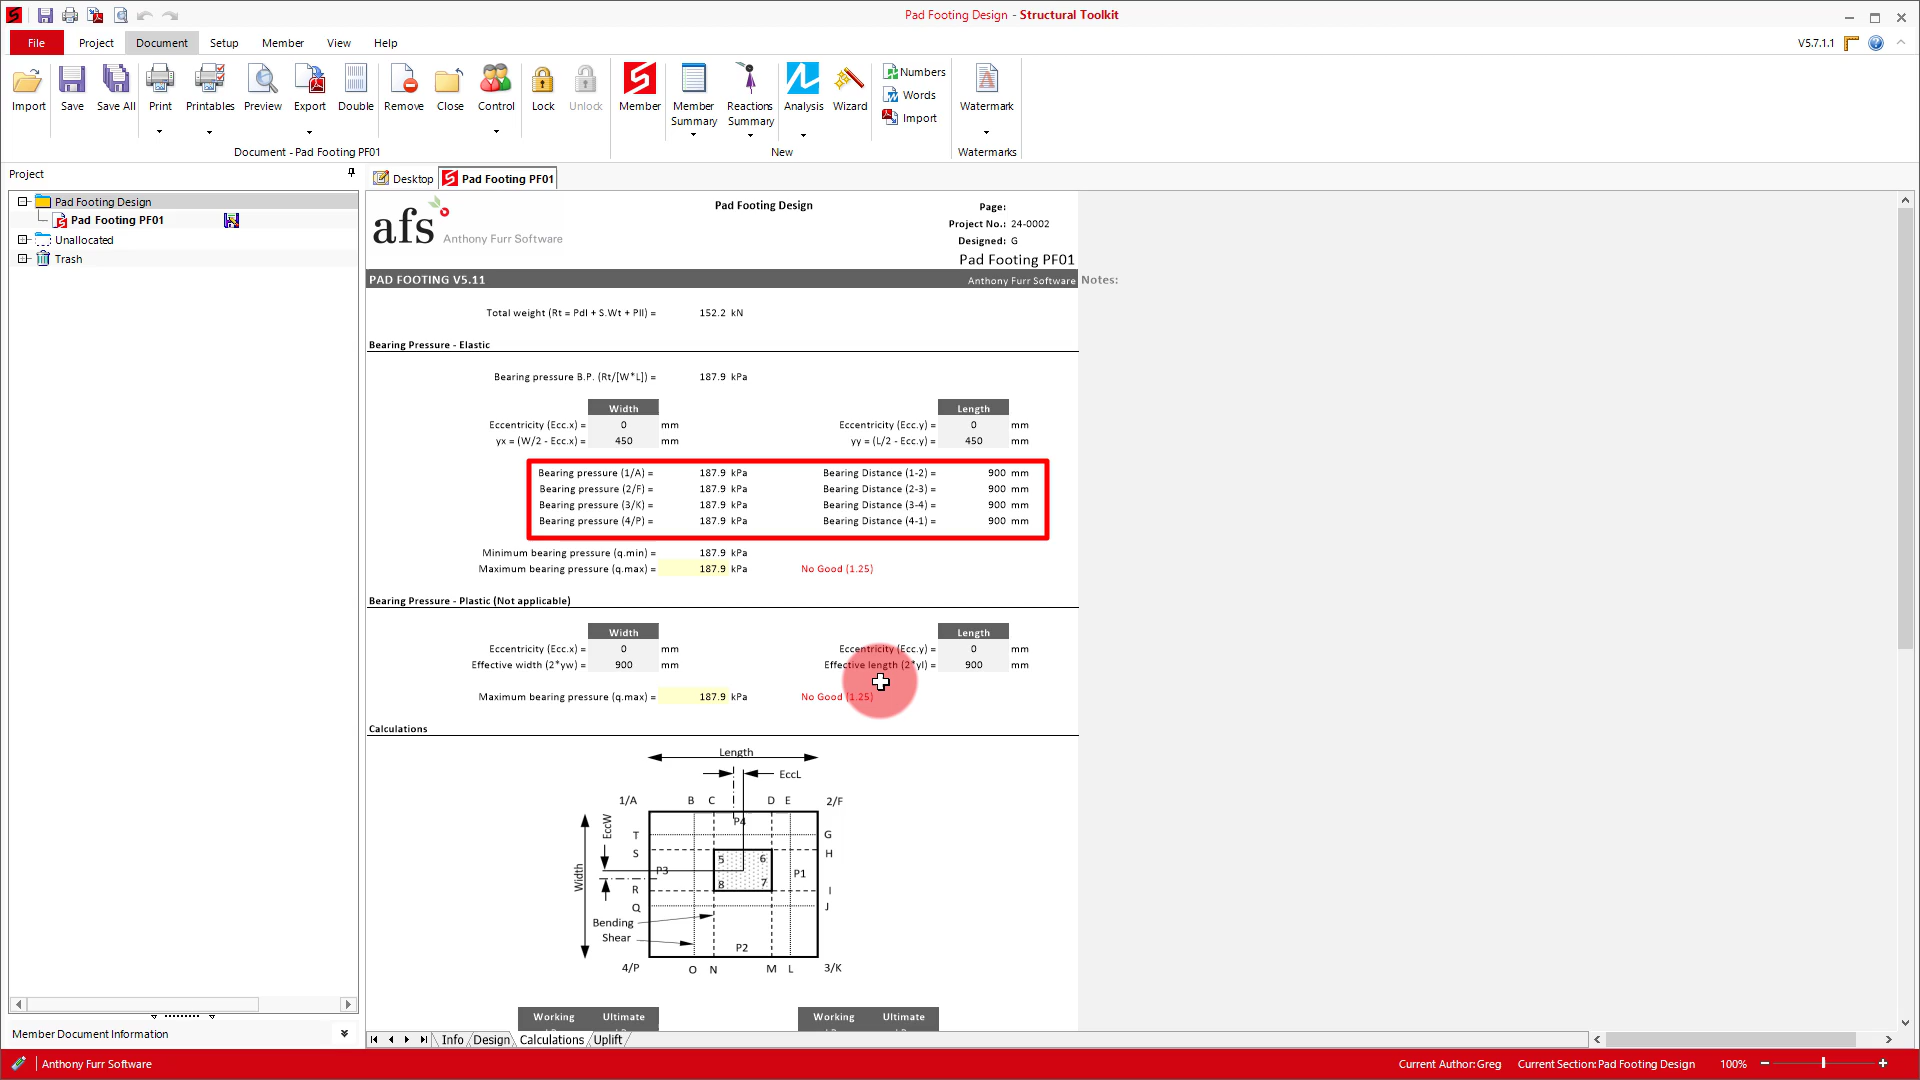 Pad Footing Design - Structural Toolkit
File Project Document Setup Member View Help V5.7.1.1
Import Save Save All Print Printables Preview Export Double Remove Close Control Lock Unlock Member Member Summary Reactions Summary Analysis Wizard Numbers Words Import Watermark
Document - Pad Footing PF01 New Watermarks
Project
Desktop Pad Footing PF01
Pad Footing Design
Pad Footing PF01
Unallocated
Trash
afs Anthony Furr Software
Pad Footing Design
Page:
Project No.: 24-0002
Designed: G
Pad Footing PF01
PAD FOOTING V5.11 Anthony Furr Software Notes:
Total weight (Rt = Pdl + S.Wt + Pll) = 152.2 kN
Bearing Pressure - Elastic
Bearing pressure B.P. (Rt/[W*L]) = 187.9 kPa
Width Length
Eccentricity (Ecc.x) = 0 mm Eccentricity (Ecc.y) = 0 mm
yx = (W/2 - Ecc.x) = 450 mm yy = (L/2 - Ecc.y) = 450 mm
Bearing pressure (1/A) = 187.9 kPa Bearing Distance (1-2) = 900 mm
Bearing pressure (2/F) = 187.9 kPa Bearing Distance (2-3) = 900 mm
Bearing pressure (3/K) = 187.9 kPa Bearing Distance (3-4) = 900 mm
Bearing pressure (4/P) = 187.9 kPa Bearing Distance (4-1) = 900 mm
Minimum bearing pressure (q.min) = 187.9 kPa
Maximum bearing pressure (q.max) = 187.9 kPa No Good (1.25)
Bearing Pressure - Plastic (Not applicable)
Width Length
Eccentricity (Ecc.x) = 0 mm Eccentricity (Ecc.y) = 0 mm
Effective width (2*yw) = 900 mm Effective length (2*yl) = 900 mm
Maximum bearing pressure (q.max) = 187.9 kPa No Good (1.25)
Calculations
Length
EccL
1/A B C D E 2/F
EccW
P4
T G
S H
5 6
P3 P1
Width
8 7
R I
Q J
Bending
Shear
P2
4/P O N M L 3/K
Working Ultimate Working Ultimate
Member Document Information
Info Design Calculations Uplift
Anthony Furr Software Current Author: Greg Current Section: Pad Footing Design 100%